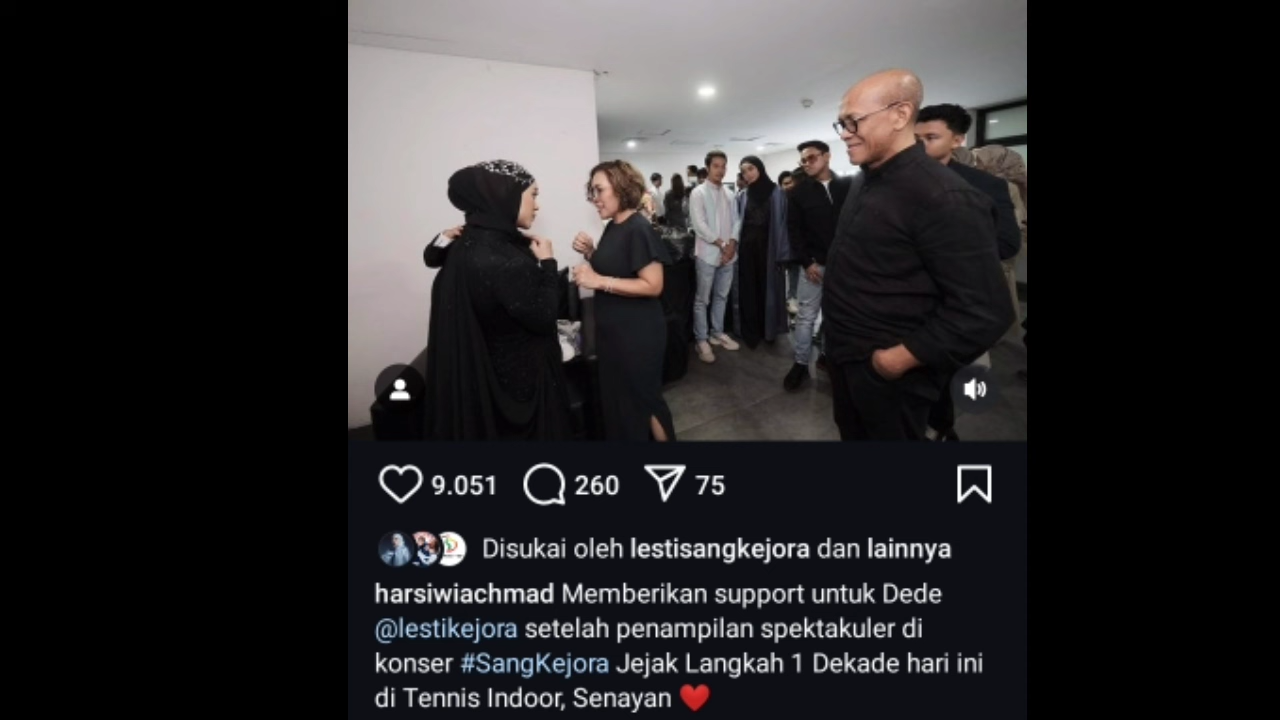 9.051 260 75
Disukai oleh lestisangkejora dan lainnya
harsiwiachmad Memberikan support untuk Dede
@lestikejora setelah penampilan spektakuler di
konser #SangKejora Jejak Langkah 1 Dekade hari ini
di Tennis Indoor, Senayan ❤️